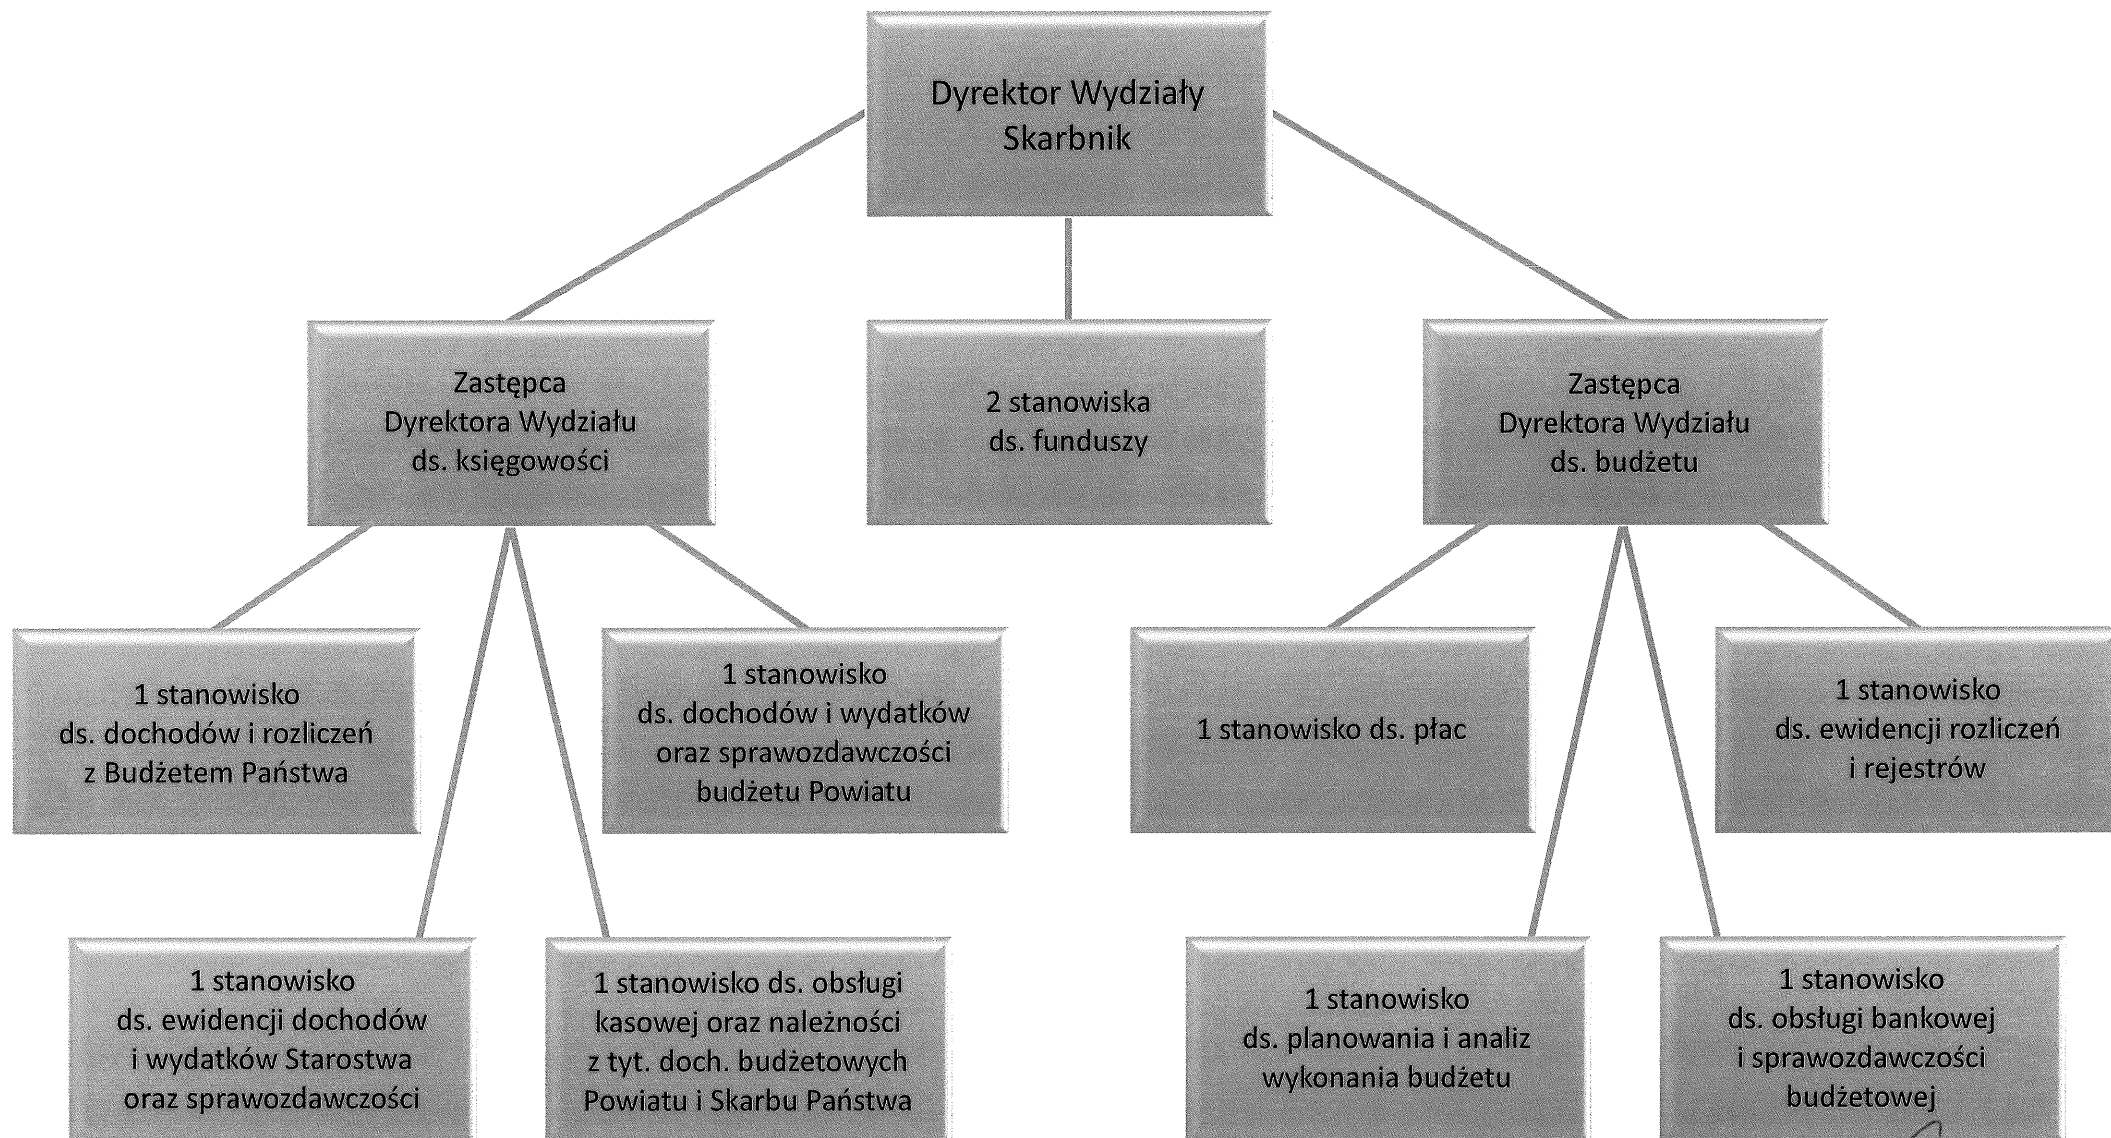 Dyrektor Wydziały
Skarbnik
Zastępca
Dyrektora Wydziału
ds. księgowości
2 stanowiska
ds. funduszy
Zastępca
Dyrektora Wydziału
ds. budżetu
1 stanowisko
ds. dochodów i rozliczeń
z Budżetem Państwa
1 stanowisko
ds. dochodów i wydatków
oraz sprawozdawczości
budżetu Powiatu
1 stanowisko ds. płac
1 stanowisko
ds. ewidencji rozliczeń
i rejestrów
1 stanowisko
ds. ewidencji dochodów
i wydatków Starostwa
oraz sprawozdawczości
1 stanowisko ds. obsługi
kasowej oraz należności
z tyt. doch. budżetowych
Powiatu i Skarbu Państwa
1 stanowisko
ds. planowania i analiz
wykonania budżetu
1 stanowisko
ds. obsługi bankowej
i sprawozdawczości
budżetowej